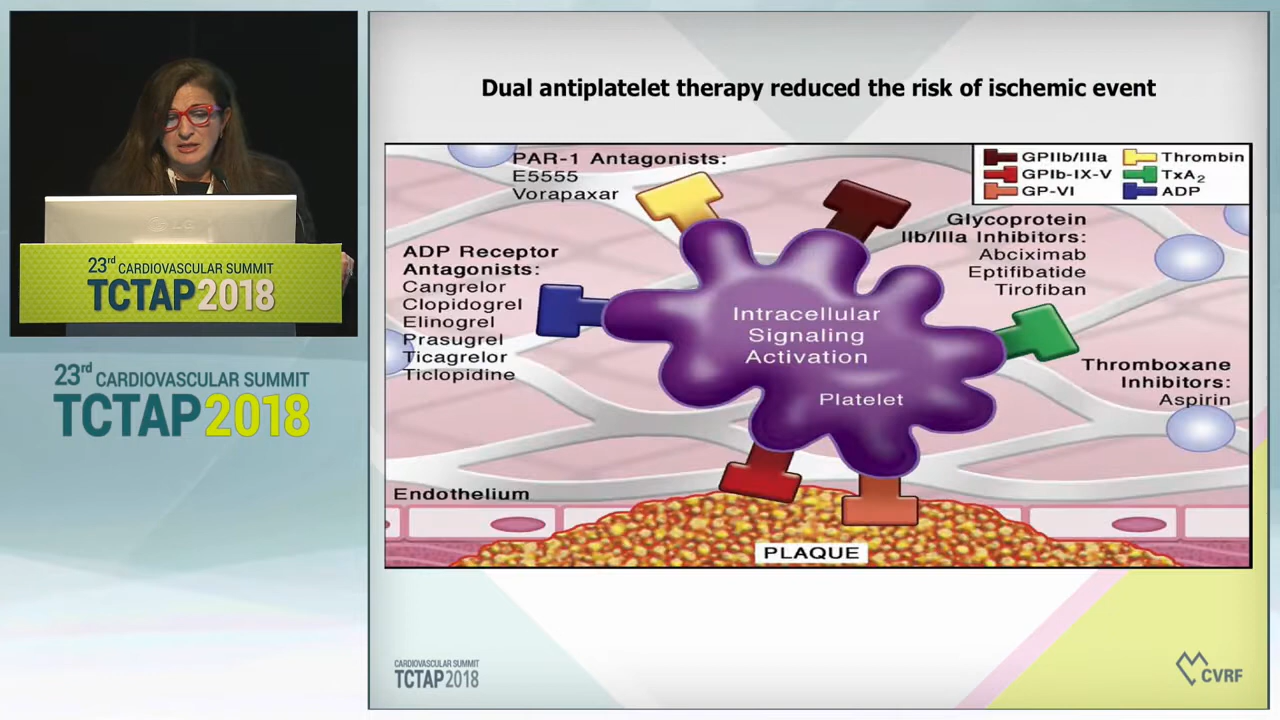 LG
23rd CARDIOVASCULAR SUMMIT
TCTAP2018
23rd CARDIOVASCULAR SUMMIT
TCTAP2018
Dual antiplatelet therapy reduced the risk of ischemic event
PAR-1 Antagonists:
E5555
Vorapaxar
GPIIb/IIIa
GPIb-IX-V
GP-VI
Thrombin
TxA2
ADP
ADP Receptor
Antagonists:
Cangrelor
Clopidogrel
Elinogrel
Prasugrel
Ticagrelor
Ticlopidine
Glycoprotein
IIb/IIIa Inhibitors:
Abciximab
Eptifibatide
Tirofiban
Intracellular
Signaling
Activation
Platelet
Thromboxane
Inhibitors:
Aspirin
Endothelium
PLAQUE
CARDIOVASCULAR SUMMIT
TCTAP2018
CVRF